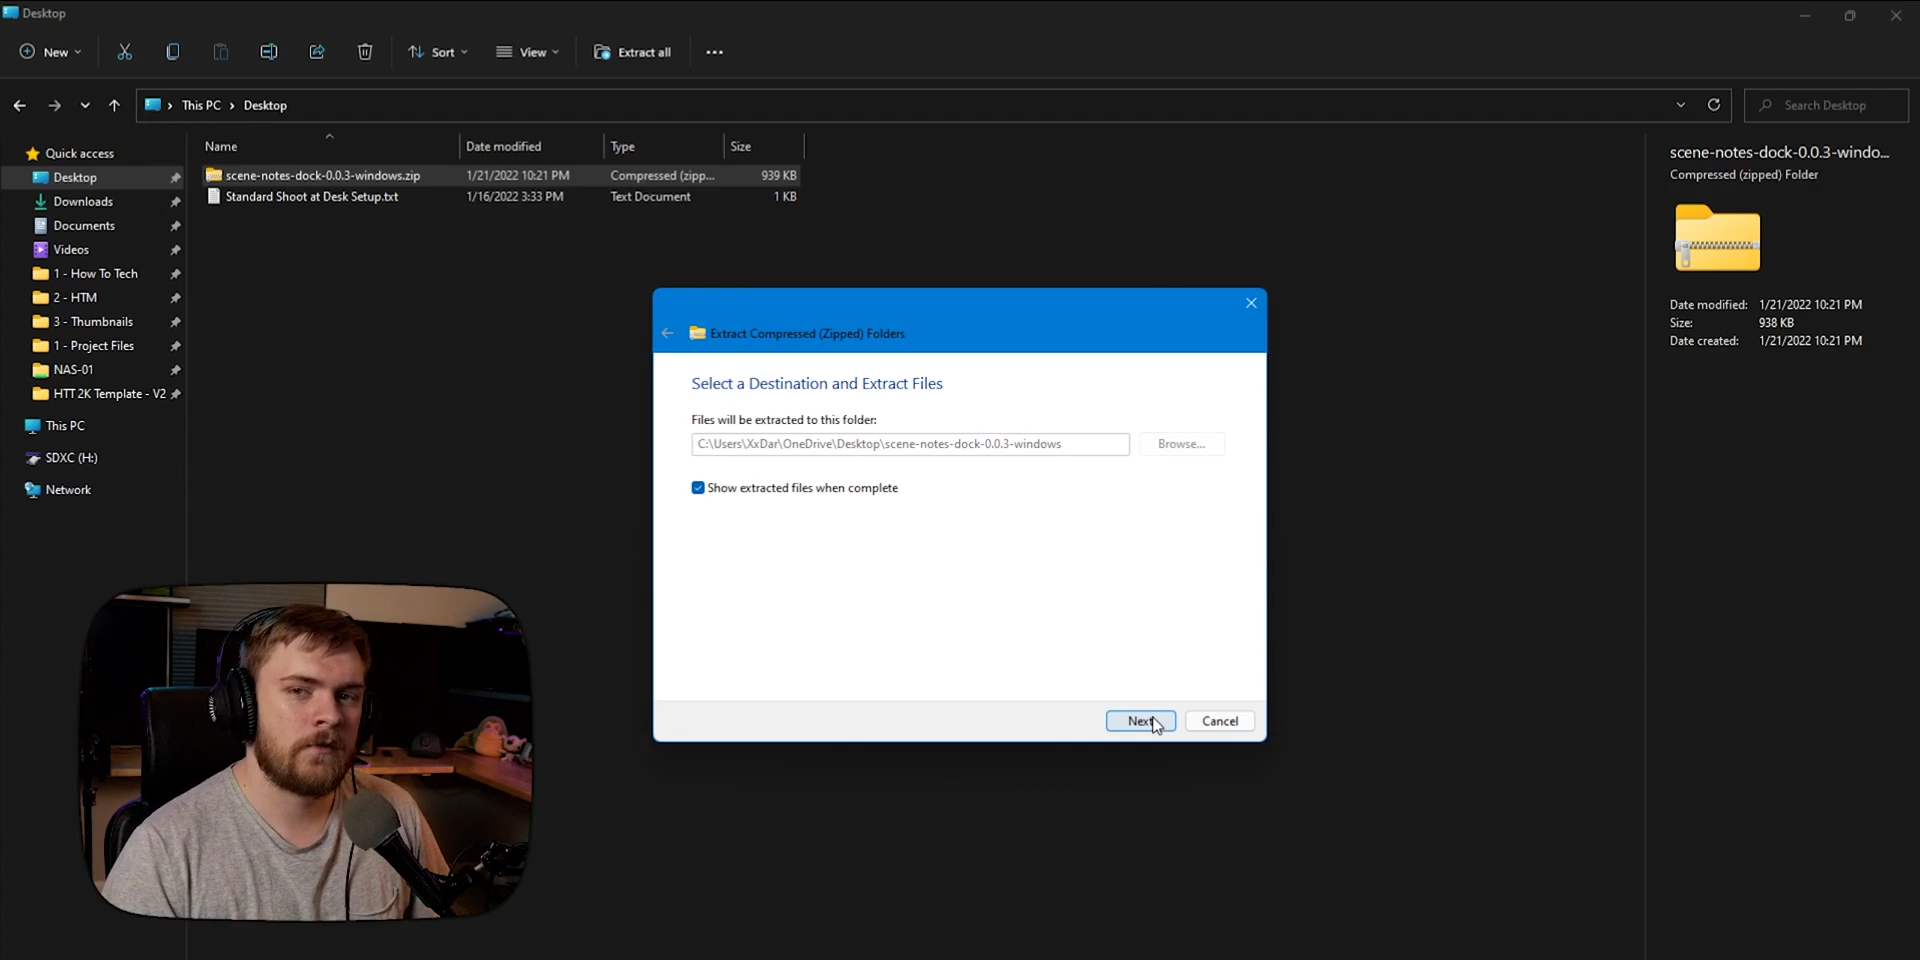 Desktop
New
Sort
View
Extract all
This PC
Desktop
Search Desktop
Quick access
Desktop
Downloads
Documents
Videos
1 - How To Tech
2 - HTM
3 - Thumbnails
1 - Project Files
NAS-01
HTT 2K Template - V2
This PC
SDXC (H:)
Network
Name Date modified Type Size
scene-notes-dock-0.0.3-windows.zip 1/21/2022 10:21 PM Compressed (zipp... 939 KB
Standard Shoot at Desk Setup.txt 1/16/2022 3:33 PM Text Document 1 KB
Extract Compressed (Zipped) Folders
Select a Destination and Extract Files
Files will be extracted to this folder:
C:\Users\XxDar\OneDrive\Desktop\scene-notes-dock-0.0.3-windows
Browse...
Show extracted files when complete
Next
Cancel
scene-notes-dock-0.0.3-windo...
Compressed (zipped) Folder
Date modified: 1/21/2022 10:21 PM
Size: 938 KB
Date created: 1/21/2022 10:21 PM